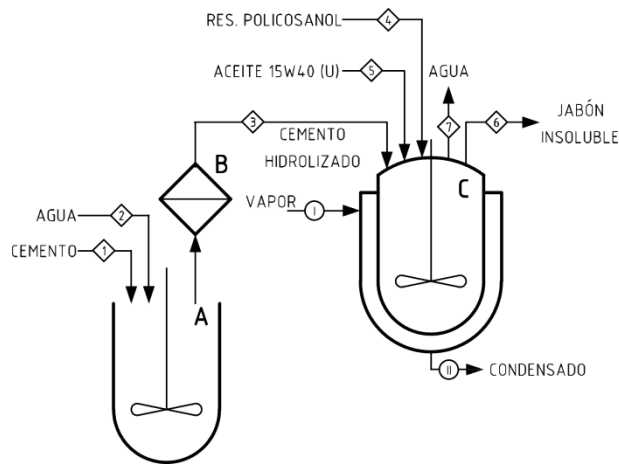 RES. POLICOSANOL
4
ACEITE 15W40 (U)
5
AGUA
3
7
6
JABÓN
INSOLUBLE
CEMENTO
HIDROLIZADO
B
C
VAPOR
I
AGUA
2
CEMENTO
1
A
II
CONDENSADO